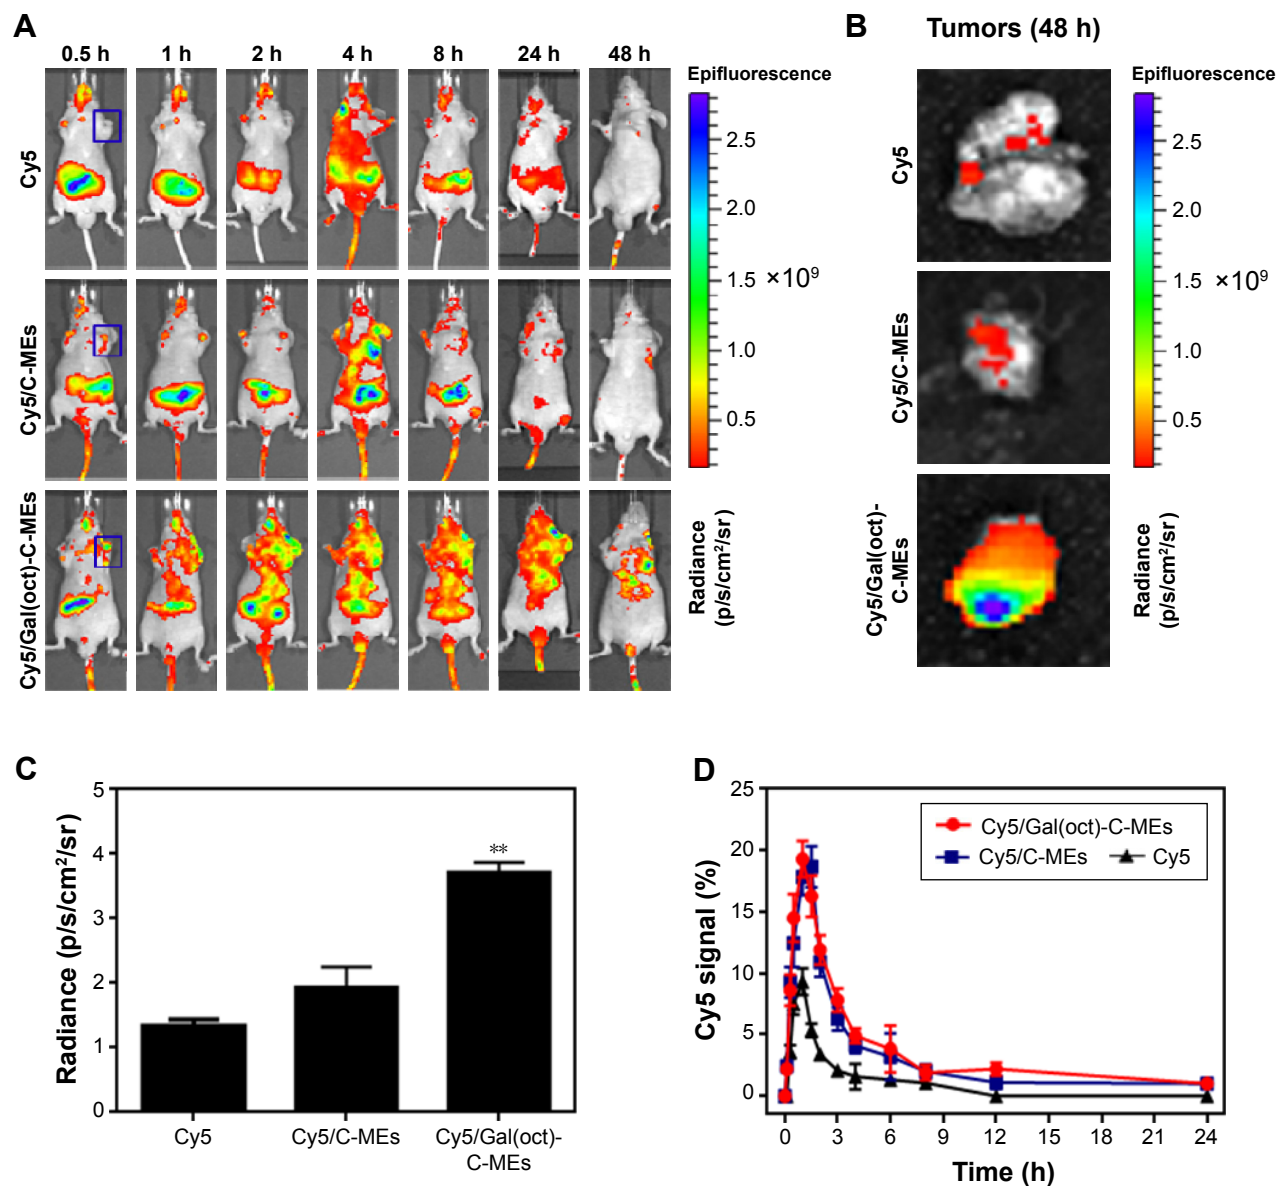 A
0.5 h 1 h 2 h 4 h 8 h 24 h 48 h
Cy5
Cy5/C-MEs
Cy5/Gal(oct)-C-MEs
Epifluorescence
2.5
2.0
1.5
×10⁹
1.0
0.5
Radiance
(p/s/cm²/sr)
B
Tumors (48 h)
Cy5
Cy5/C-MEs
Cy5/Gal(oct)-
C-MEs
Epifluorescence
2.5
2.0
1.5
×10⁹
1.0
0.5
Radiance
(p/s/cm²/sr)
C
Radiance (p/s/cm²/sr)
5
4
3
2
1
0
**
Cy5
Cy5/C-MEs
Cy5/Gal(oct)-
C-MEs
D
Cy5 signal (%)
25
20
15
10
5
0
Cy5/Gal(oct)-C-MEs
Cy5/C-MEs Cy5
0 3 6 9 12 15 18 21 24
Time (h)